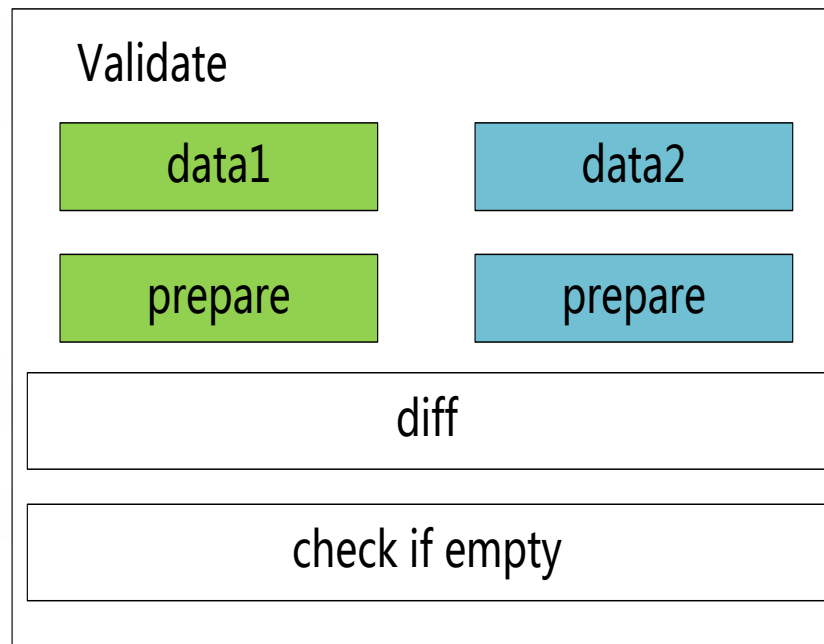 Validate
data1
data2
prepare
prepare
diff
check if empty